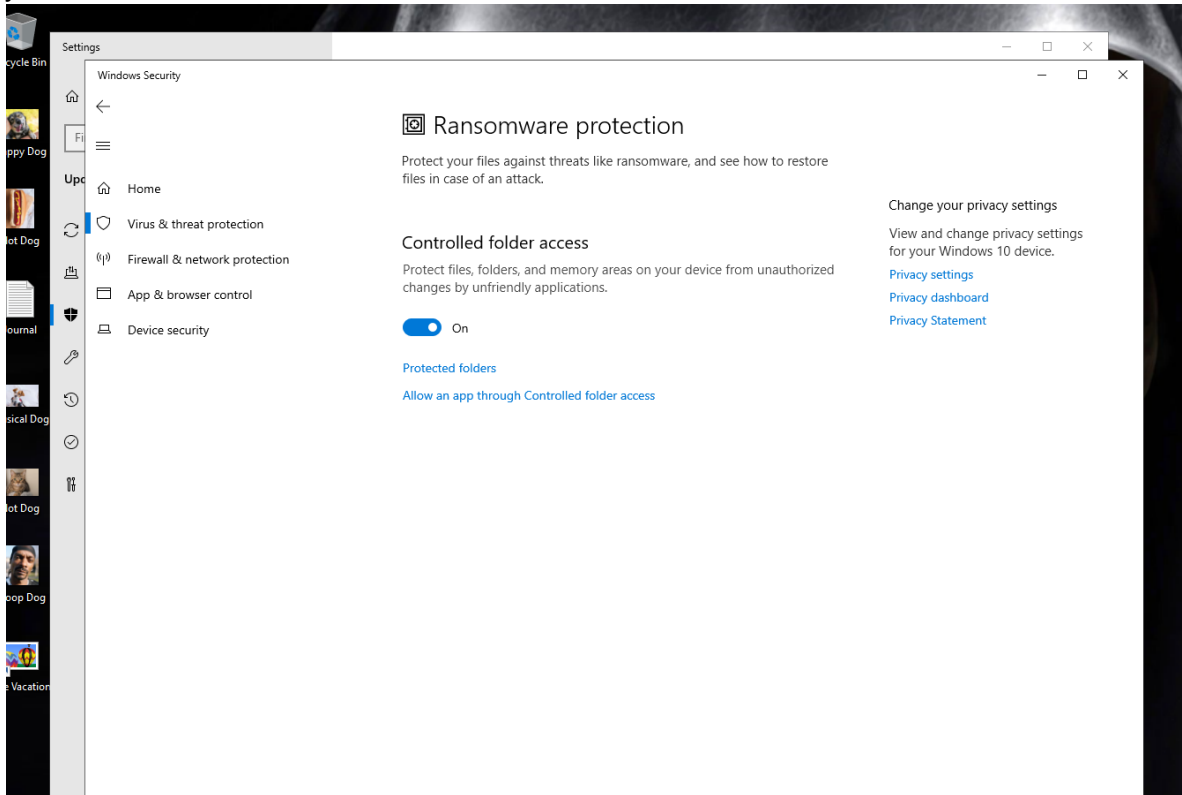 cycle Bin
ppy Dog
ot Dog
ournal
sical Dog
ot Dog
oop Dog
e Vacation
Settings
Fi
Upd
Windows Security
Home
Virus & threat protection
Firewall & network protection
App & browser control
Device security
Ransomware protection
Protect your files against threats like ransomware, and see how to restore
files in case of an attack.
Controlled folder access
Protect files, folders, and memory areas on your device from unauthorized
changes by unfriendly applications.
On
Protected folders
Allow an app through Controlled folder access
Change your privacy settings
View and change privacy settings
for your Windows 10 device.
Privacy settings
Privacy dashboard
Privacy Statement